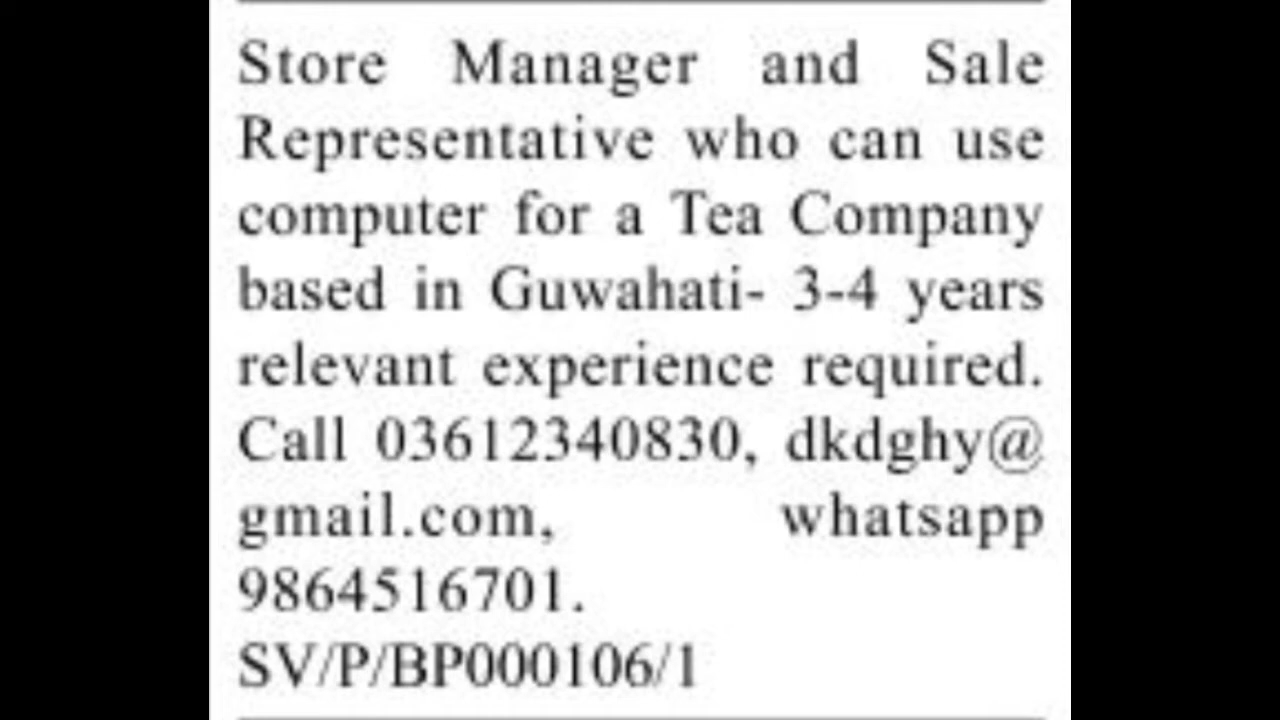 Store Manager and Sale
Representative who can use
computer for a Tea Company
based in Guwahati- 3-4 years
relevant experience required.
Call 03612340830, dkdghy@
gmail.com, whatsapp
9864516701.
SV/P/BP000106/1